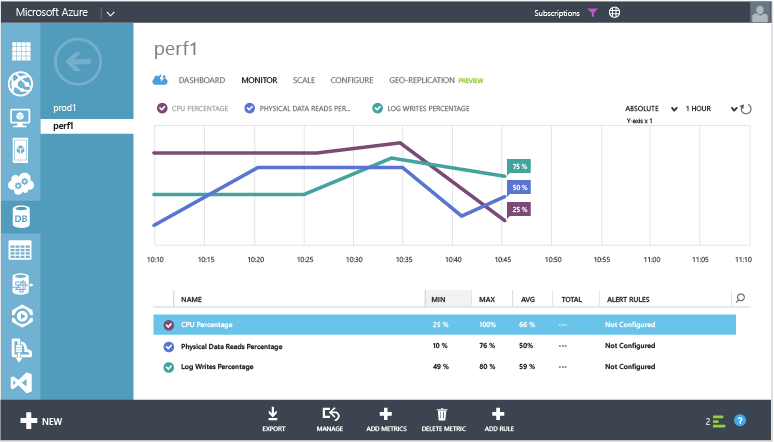 Microsoft Azure
Subscriptions
prod1
perf1
DB
perf1
DASHBOARD MONITOR SCALE CONFIGURE GEO-REPLICATION PREVIEW
CPU PERCENTAGE PHYSICAL DATA READS PER... LOG WRITES PERCENTAGE ABSOLUTE 1 HOUR
Y-axis x 1
75 %
50 %
25 %
10:10 10:15 10:20 10:25 10:30 10:35 10:40 10:45 10:50 10:55 11:00 11:05 11:10
NAME MIN MAX AVG TOTAL ALERT RULES
CPU Percentage 25 % 100% 66 % --- Not Configured
Physical Data Reads Percentage 10 % 76 % 50% --- Not Configured
Log Writes Percentage 49 % 80 % 59 % --- Not Configured
NEW
EXPORT MANAGE ADD METRICS DELETE METRIC ADD RULE
2 ?